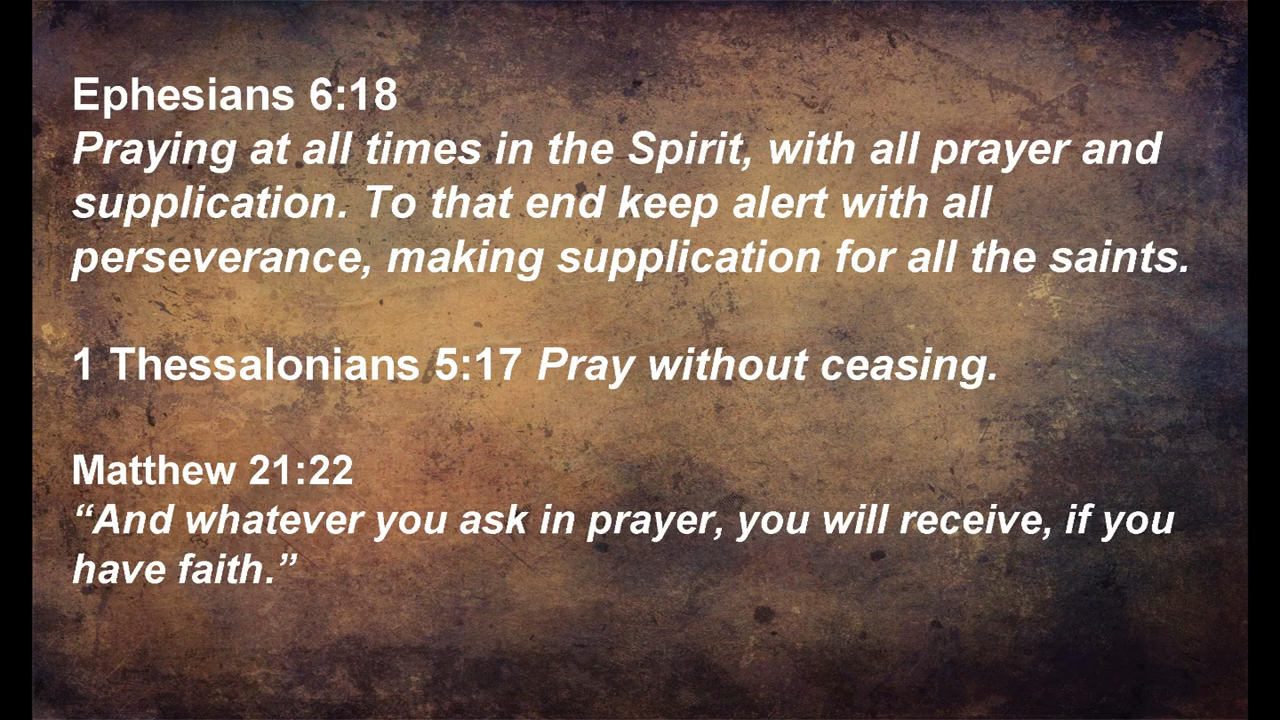 Ephesians 6:18
Praying at all times in the Spirit, with all prayer and
supplication. To that end keep alert with all
perseverance, making supplication for all the saints.
1 Thessalonians 5:17 Pray without ceasing.
Matthew 21:22
“And whatever you ask in prayer, you will receive, if you
have faith.”